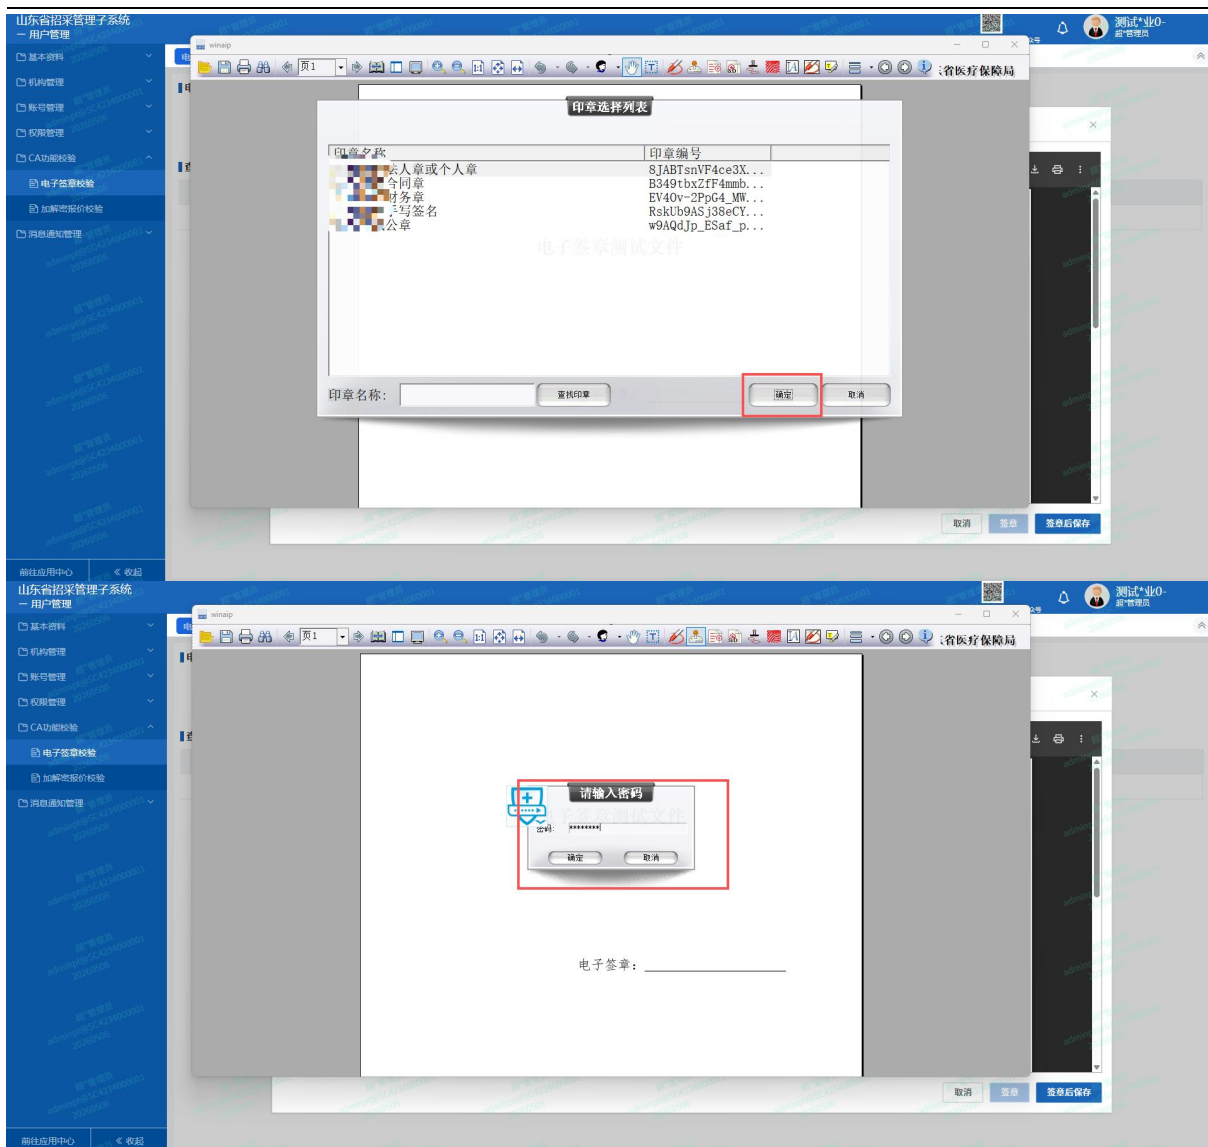 山东省招采管理子系统
— 用户管理
测试*业0-
超*管理员
基本资料
机构管理
账号管理
权限管理
CA功能校验
电子签章校验
加解密报价校验
消息通知管理
前往应用中心
《 收起
winaip
页1
省医疗保障局
印章选择列表
印章名称
印章编号
法人章或个人章
8JABTsnVF4ce3X...
合同章
B349tbxZfF4mmb...
财务章
EV4Ov-2PpG4_MW...
手写签名
RskUb9ASj38eCY...
公章
w9AQdJp_ESaf_p...
电子签章测试文件
印章名称:
查找印章
确定
取消
取消
签章
签章后保存
山东省招采管理子系统
— 用户管理
测试*业0-
超*管理员
基本资料
机构管理
账号管理
权限管理
CA功能校验
电子签章校验
加解密报价校验
消息通知管理
前往应用中心
《 收起
winaip
页1
省医疗保障局
请输入密码
电子签章测试文件
密码: ********
确定
取消
电子签章:
取消
签章
签章后保存